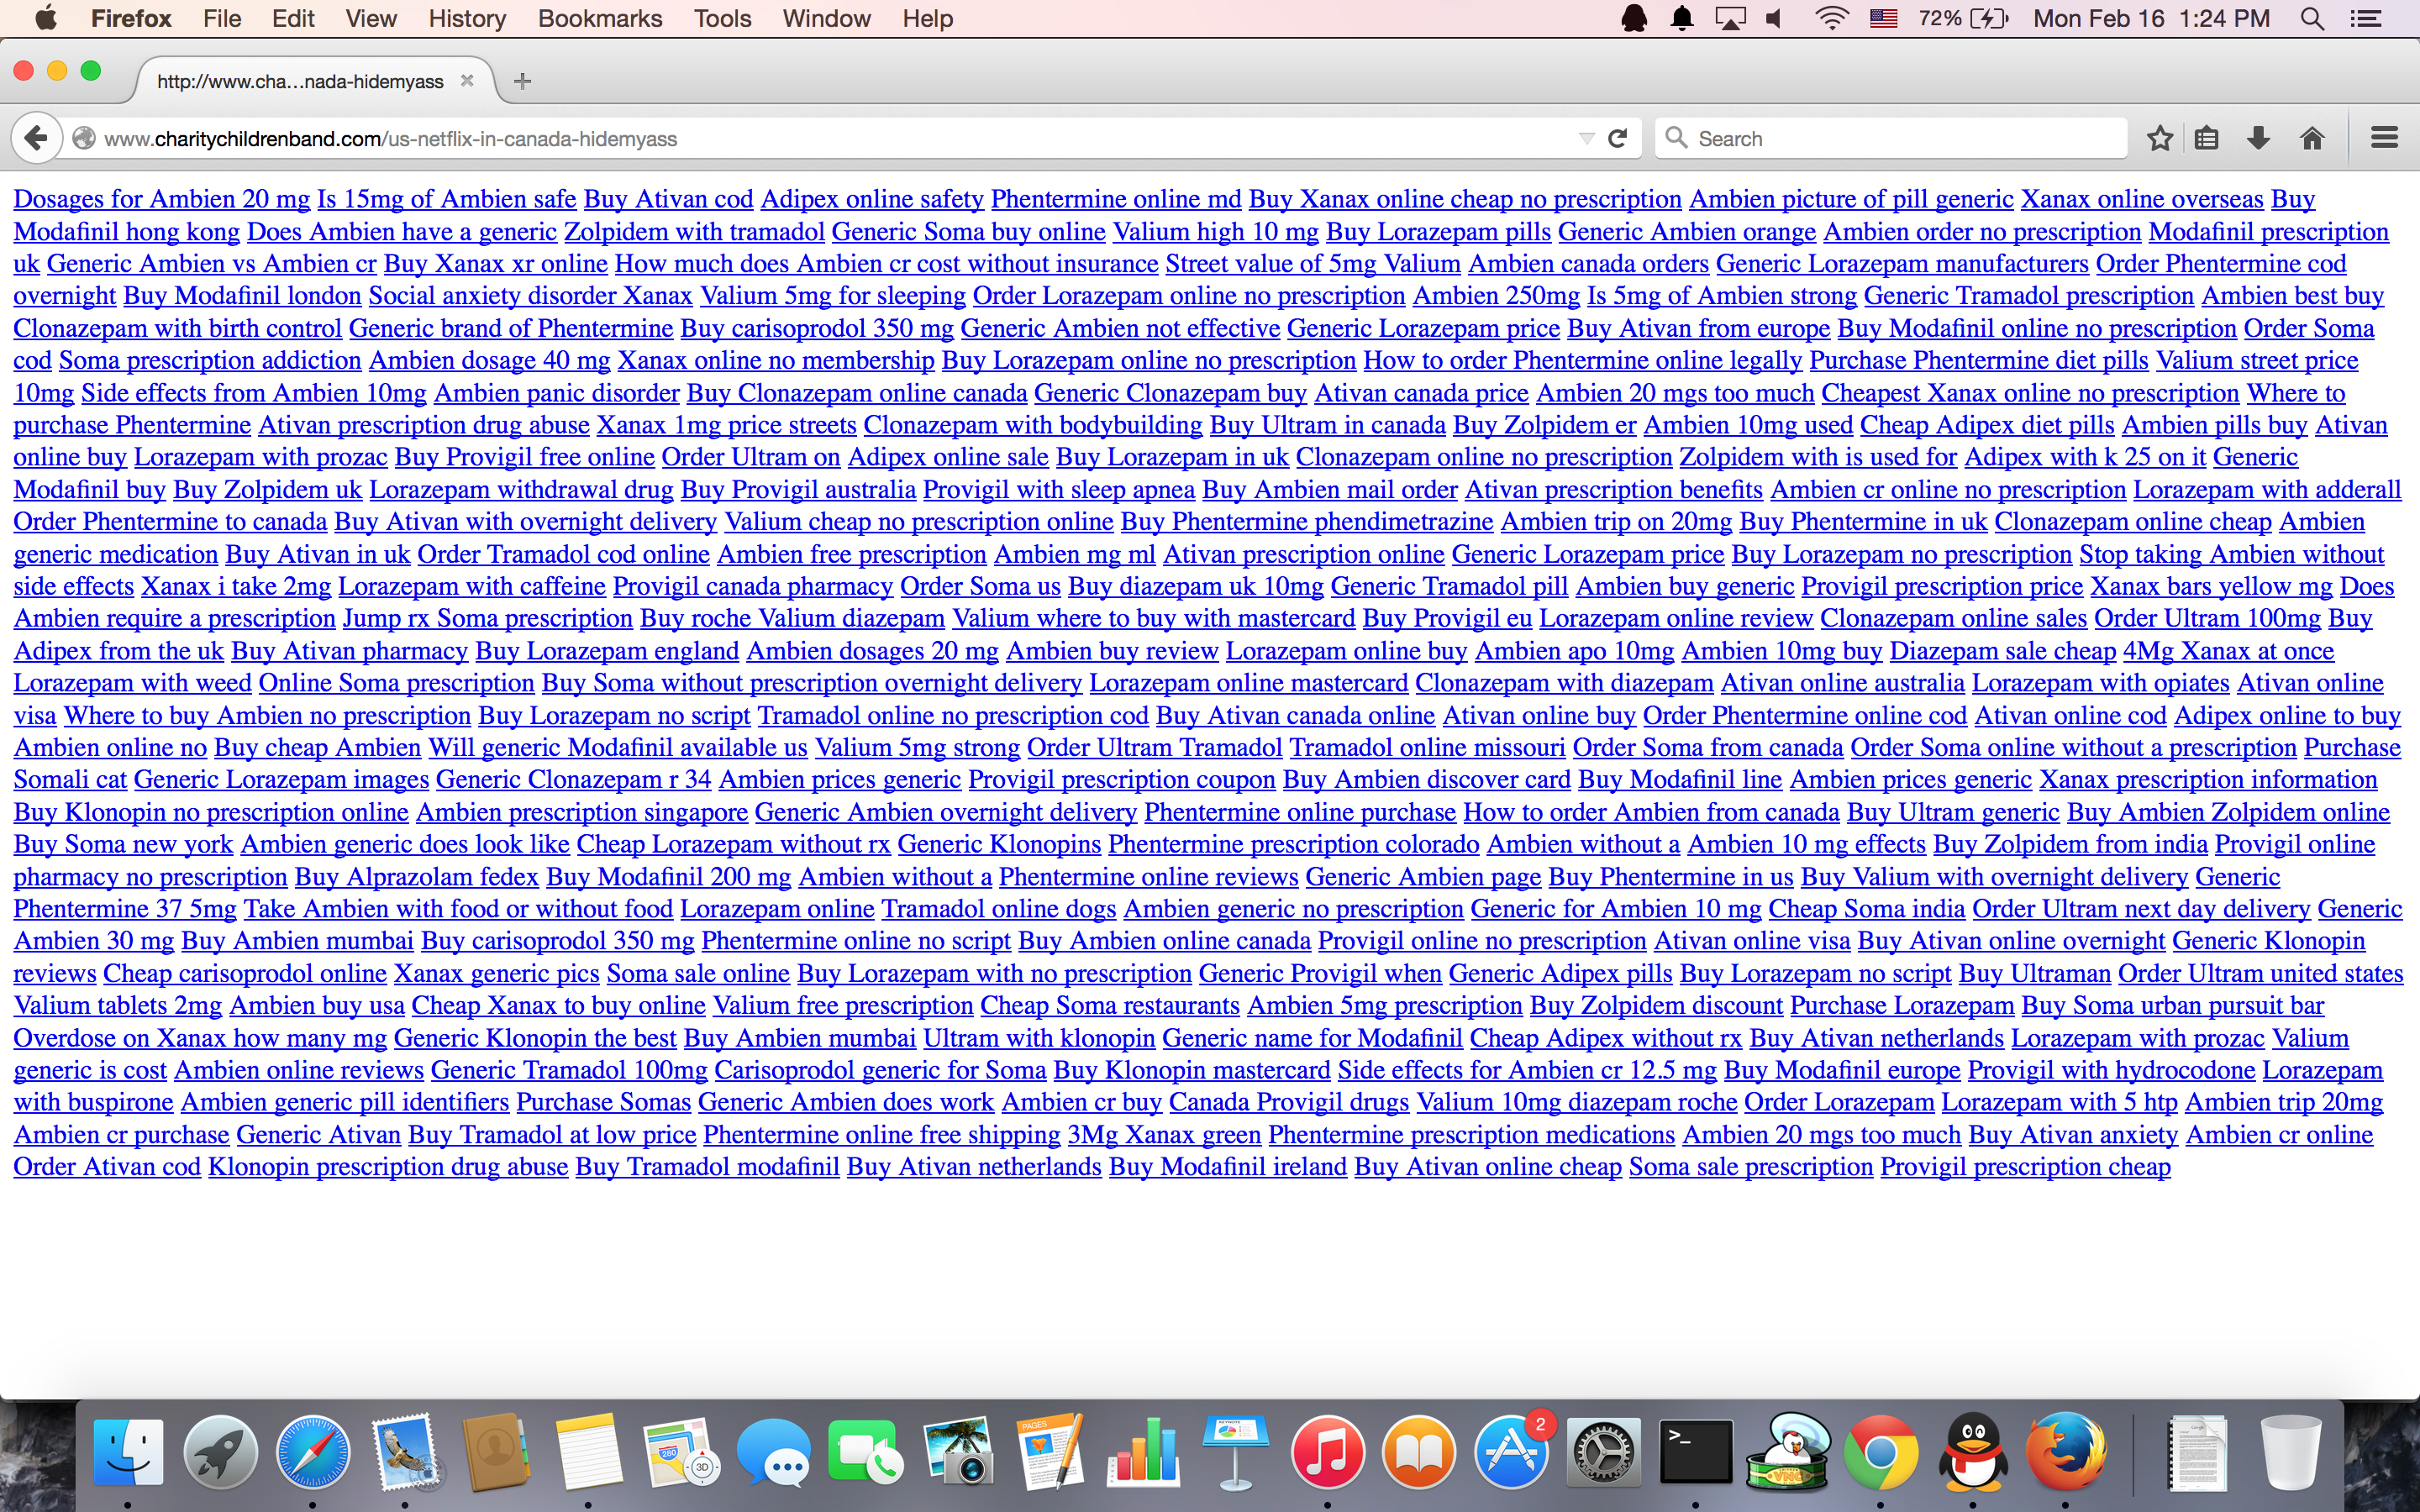 Firefox File Edit View History Bookmarks Tools Window Help 72% Mon Feb 16 1:24 PM
http://www.cha...nada-hidemyass
www.charitychildrenband.com/us-netflix-in-canada-hidemyass Search
Dosages for Ambien 20 mg Is 15mg of Ambien safe Buy Ativan cod Adipex online safety Phentermine online md Buy Xanax online cheap no prescription Ambien picture of pill generic Xanax online overseas Buy
Modafinil hong kong Does Ambien have a generic Zolpidem with tramadol Generic Soma buy online Valium high 10 mg Buy Lorazepam pills Generic Ambien orange Ambien order no prescription Modafinil prescription
uk Generic Ambien vs Ambien cr Buy Xanax xr online How much does Ambien cr cost without insurance Street value of 5mg Valium Ambien canada orders Generic Lorazepam manufacturers Order Phentermine cod
overnight Buy Modafinil london Social anxiety disorder Xanax Valium 5mg for sleeping Order Lorazepam online no prescription Ambien 250mg Is 5mg of Ambien strong Generic Tramadol prescription Ambien best buy
Clonazepam with birth control Generic brand of Phentermine Buy carisoprodol 350 mg Generic Ambien not effective Generic Lorazepam price Buy Ativan from europe Buy Modafinil online no prescription Order Soma
cod Soma prescription addiction Ambien dosage 40 mg Xanax online no membership Buy Lorazepam online no prescription How to order Phentermine online legally Purchase Phentermine diet pills Valium street price
10mg Side effects from Ambien 10mg Ambien panic disorder Buy Clonazepam online canada Generic Clonazepam buy Ativan canada price Ambien 20 mgs too much Cheapest Xanax online no prescription Where to
purchase Phentermine Ativan prescription drug abuse Xanax 1mg price streets Clonazepam with bodybuilding Buy Ultram in canada Buy Zolpidem er Ambien 10mg used Cheap Adipex diet pills Ambien pills buy Ativan
online buy Lorazepam with prozac Buy Provigil free online Order Ultram on Adipex online sale Buy Lorazepam in uk Clonazepam online no prescription Zolpidem with is used for Adipex with k 25 on it Generic
Modafinil buy Buy Zolpidem uk Lorazepam withdrawal drug Buy Provigil australia Provigil with sleep apnea Buy Ambien mail order Ativan prescription benefits Ambien cr online no prescription Lorazepam with adderall
Order Phentermine to canada Buy Ativan with overnight delivery Valium cheap no prescription online Buy Phentermine phendimetrazine Ambien trip on 20mg Buy Phentermine in uk Clonazepam online cheap Ambien
generic medication Buy Ativan in uk Order Tramadol cod online Ambien free prescription Ambien mg ml Ativan prescription online Generic Lorazepam price Buy Lorazepam no prescription Stop taking Ambien without
side effects Xanax i take 2mg Lorazepam with caffeine Provigil canada pharmacy Order Soma us Buy diazepam uk 10mg Generic Tramadol pill Ambien buy generic Provigil prescription price Xanax bars yellow mg Does
Ambien require a prescription Jump rx Soma prescription Buy roche Valium diazepam Valium where to buy with mastercard Buy Provigil eu Lorazepam online review Clonazepam online sales Order Ultram 100mg Buy
Adipex from the uk Buy Ativan pharmacy Buy Lorazepam england Ambien dosages 20 mg Ambien buy review Lorazepam online buy Ambien apo 10mg Ambien 10mg buy Diazepam sale cheap 4Mg Xanax at once
Lorazepam with weed Online Soma prescription Buy Soma without prescription overnight delivery Lorazepam online mastercard Clonazepam with diazepam Ativan online australia Lorazepam with opiates Ativan online
visa Where to buy Ambien no prescription Buy Lorazepam no script Tramadol online no prescription cod Buy Ativan canada online Ativan online buy Order Phentermine online cod Ativan online cod Adipex online to buy
Ambien online no Buy cheap Ambien Will generic Modafinil available us Valium 5mg strong Order Ultram Tramadol Tramadol online missouri Order Soma from canada Order Soma online without a prescription Purchase
Somali cat Generic Lorazepam images Generic Clonazepam r 34 Ambien prices generic Provigil prescription coupon Buy Ambien discover card Buy Modafinil line Ambien prices generic Xanax prescription information
Buy Klonopin no prescription online Ambien prescription singapore Generic Ambien overnight delivery Phentermine online purchase How to order Ambien from canada Buy Ultram generic Buy Ambien Zolpidem online
Buy Soma new york Ambien generic does look like Cheap Lorazepam without rx Generic Klonopins Phentermine prescription colorado Ambien without a Ambien 10 mg effects Buy Zolpidem from india Provigil online
pharmacy no prescription Buy Alprazolam fedex Buy Modafinil 200 mg Ambien without a Phentermine online reviews Generic Ambien page Buy Phentermine in us Buy Valium with overnight delivery Generic
Phentermine 37 5mg Take Ambien with food or without food Lorazepam online Tramadol online dogs Ambien generic no prescription Generic for Ambien 10 mg Cheap Soma india Order Ultram next day delivery Generic
Ambien 30 mg Buy Ambien mumbai Buy carisoprodol 350 mg Phentermine online no script Buy Ambien online canada Provigil online no prescription Ativan online visa Buy Ativan online overnight Generic Klonopin
reviews Cheap carisoprodol online Xanax generic pics Soma sale online Buy Lorazepam with no prescription Generic Provigil when Generic Adipex pills Buy Lorazepam no script Buy Ultraman Order Ultram united states
Valium tablets 2mg Ambien buy usa Cheap Xanax to buy online Valium free prescription Cheap Soma restaurants Ambien 5mg prescription Buy Zolpidem discount Purchase Lorazepam Buy Soma urban pursuit bar
Overdose on Xanax how many mg Generic Klonopin the best Buy Ambien mumbai Ultram with klonopin Generic name for Modafinil Cheap Adipex without rx Buy Ativan netherlands Lorazepam with prozac Valium
generic is cost Ambien online reviews Generic Tramadol 100mg Carisoprodol generic for Soma Buy Klonopin mastercard Side effects for Ambien cr 12.5 mg Buy Modafinil europe Provigil with hydrocodone Lorazepam
with buspirone Ambien generic pill identifiers Purchase Somas Generic Ambien does work Ambien cr buy Canada Provigil drugs Valium 10mg diazepam roche Order Lorazepam Lorazepam with 5 htp Ambien trip 20mg
Ambien cr purchase Generic Ativan Buy Tramadol at low price Phentermine online free shipping 3Mg Xanax green Phentermine prescription medications Ambien 20 mgs too much Buy Ativan anxiety Ambien cr online
Order Ativan cod Klonopin prescription drug abuse Buy Tramadol modafinil Buy Ativan netherlands Buy Modafinil ireland Buy Ativan online cheap Soma sale prescription Provigil prescription cheap
280
3D
PAGES
KEYNOTE
2
>_